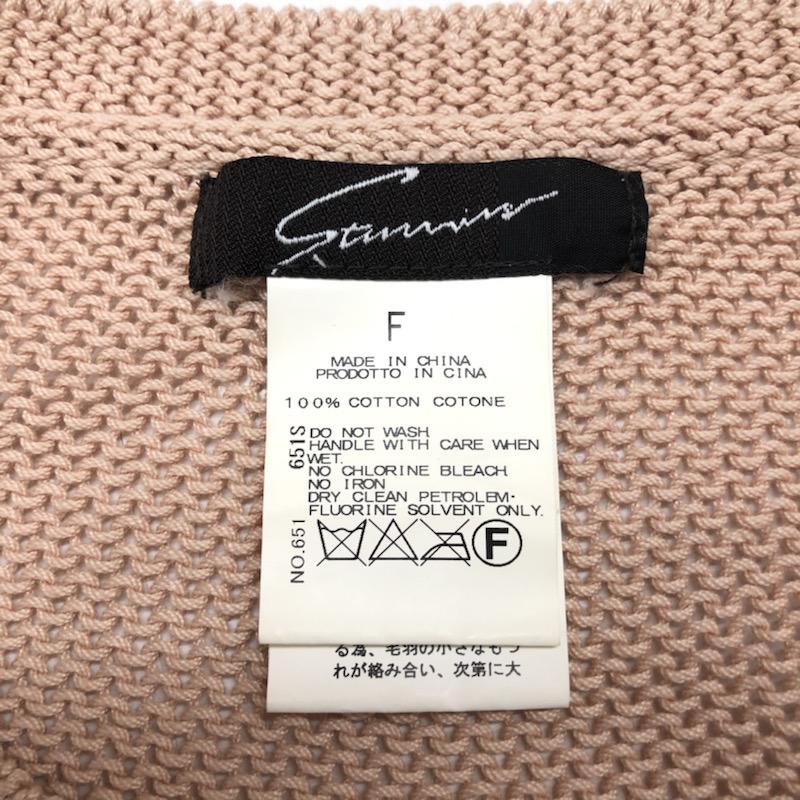 F
MADE IN CHINA
PRODOTTO IN CINA
100% COTTON COTONE
DO NOT WASH
HANDLE WITH CARE WHEN
WET.
NO CHLORINE BLEACH
NO IRON
DRY CLEAN PETROLEM·
FLUORINE SOLVENT ONLY.
NO.651 651S
F
る為、毛羽の小さなもつ
れが絡み合い、次第に大